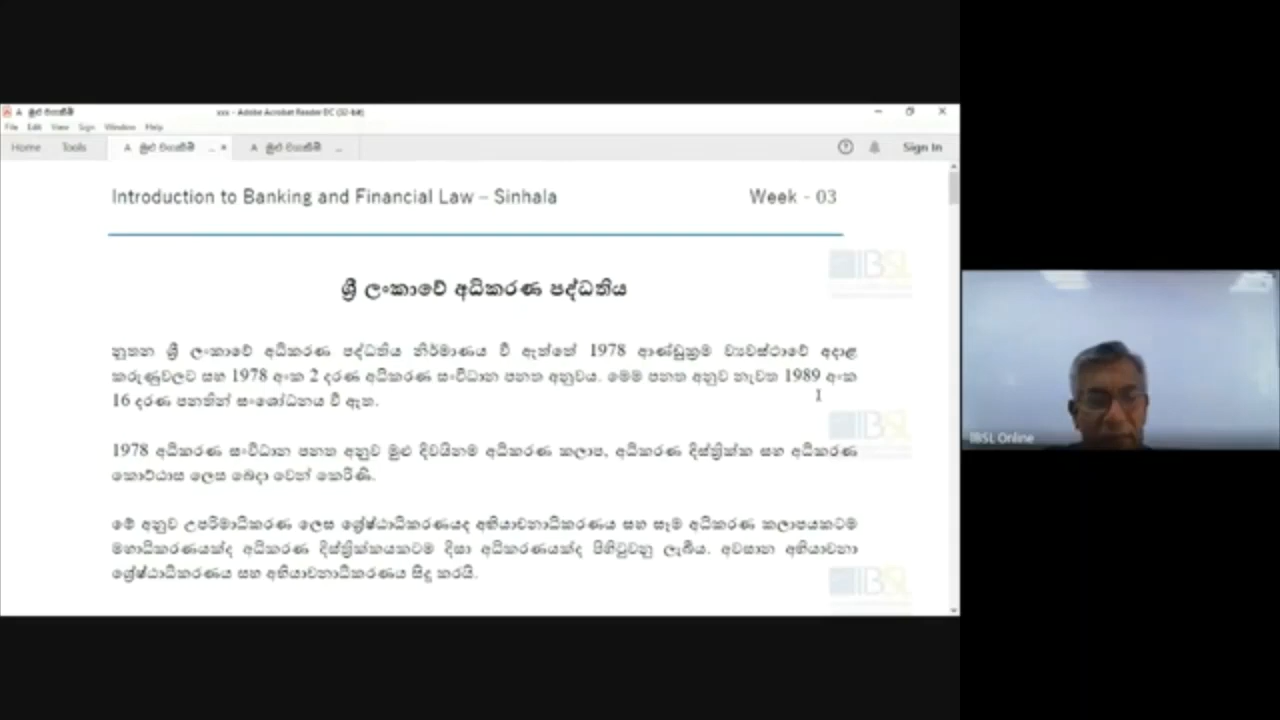 A මූළු වියාකීම්
xxx - Adobe Acrobat Reader DC (32-bit)
File Edit View Sign Window Help
Home Tools A ... × A ... Sign In
Introduction to Banking and Financial Law – Sinhala Week - 03
ශ්‍රී ලංකාවේ අධිකරණ පද්ධතිය
නූතන ශ්‍රී ලංකාවේ අධිකරණ පද්ධතිය නිර්මාණය වී ඇත්තේ 1978 ආණ්ඩුක්‍රම ව්‍යවස්ථාවේ අදාළ
කරුණුවලට සහ 1978 අංක 2 දරණ අධිකරණ සංවිධාන පනත අනුවය. මෙම පනත අනුව නැවත 1989 අංක
16 දරණ පනතින් සංශෝධනය වී ඇත.
1978 අධිකරණ සංවිධාන පනත අනුව මුළු දිවයිනම අධිකරණ කලාප, අධිකරණ දිස්ත්‍රික්ක සහ අධිකරණ
කොට්ඨාස ලෙස බෙදා වෙන් කෙරිණි.
මේ අනුව උපරිමාධිකරණ ලෙස ශ්‍රේෂ්ඨාධිකරණයද අභියාචනාධිකරණය සහ සෑම අධිකරණ කලාපයකටම
මහාධිකරණයක්ද අධිකරණ දිස්ත්‍රික්කයකටම දිසා අධිකරණයක්ද පිහිටුවනු ලැබීය. අවසාන අභියාචනා
ශ්‍රේෂ්ඨාධිකරණය සහ අභියාචනාධිකරණය සිදු කරයි.
IBSL
IBSL Online